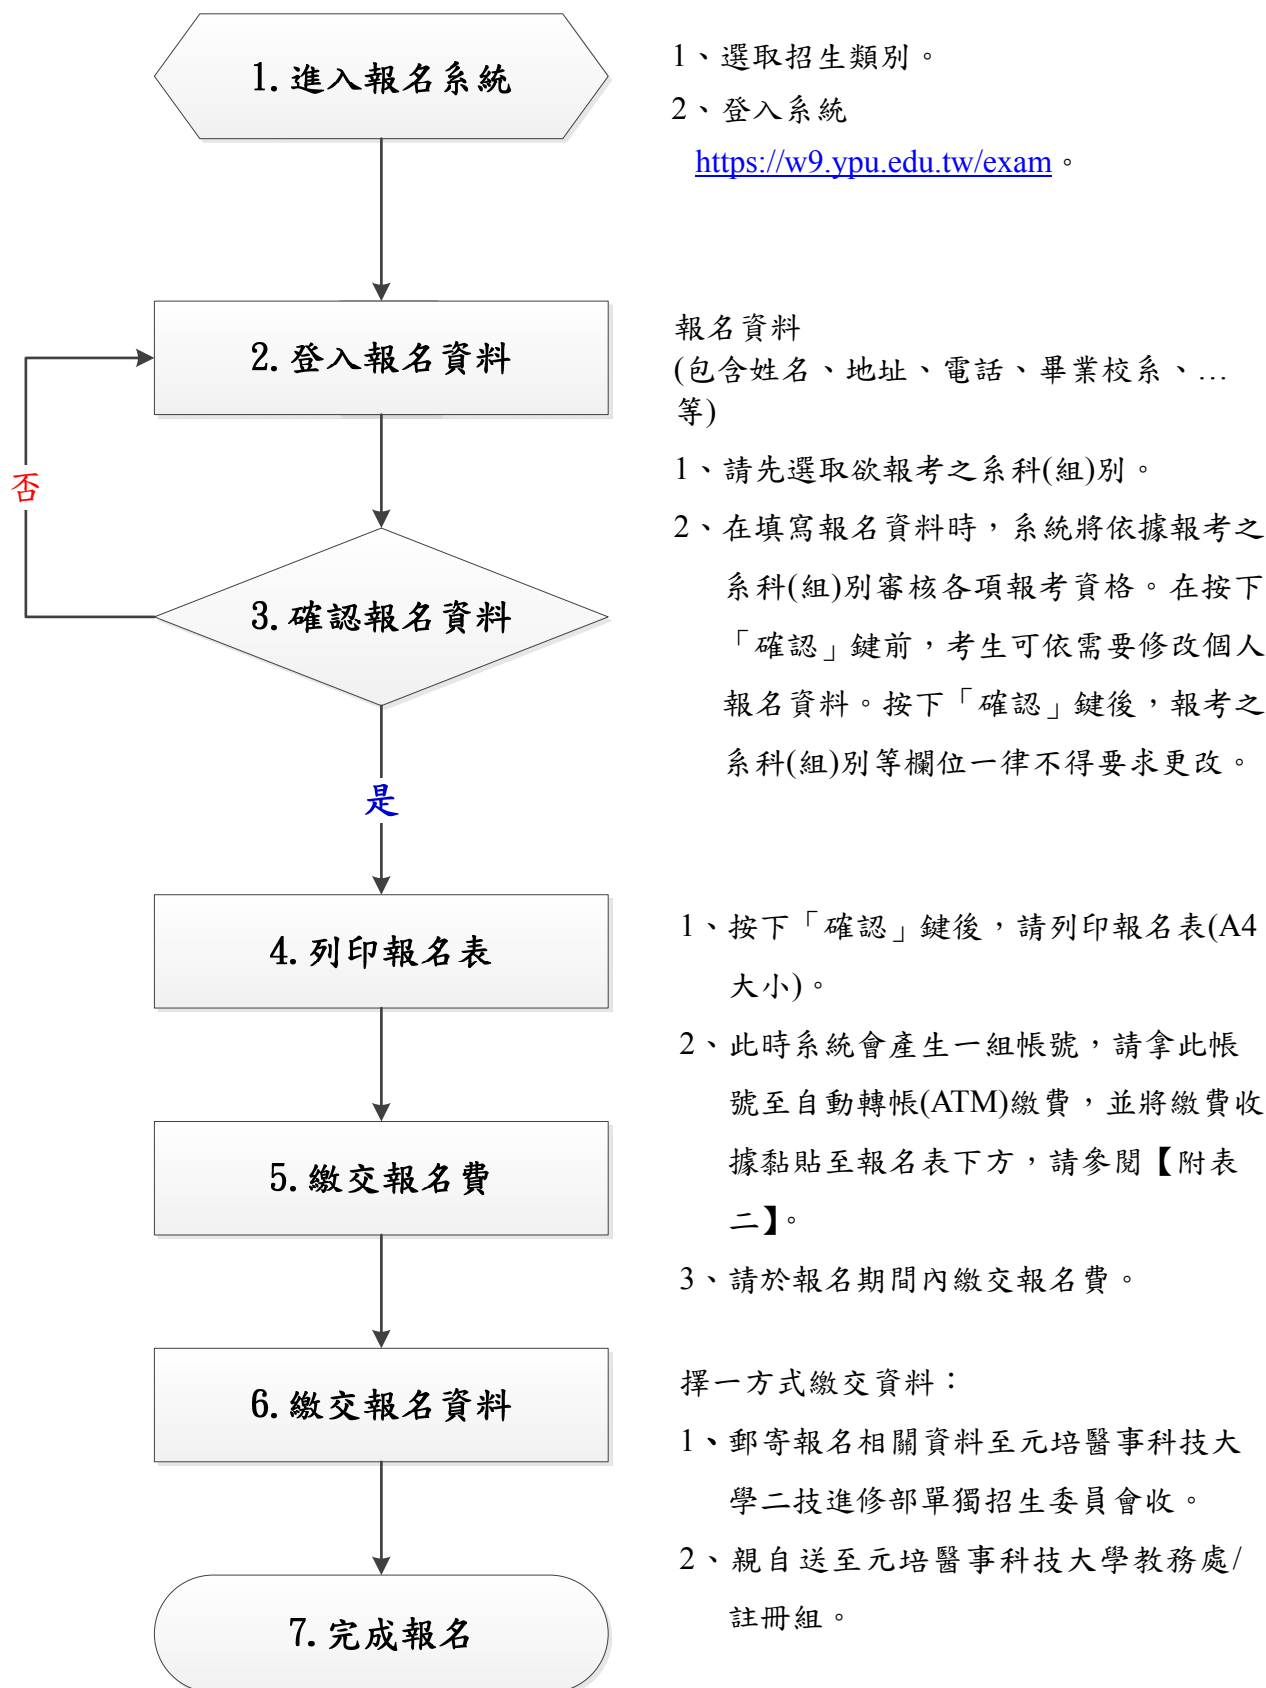 1.進入報名系統
1、選取招生類別。
2、登入系統
https://w9.ypu.edu.tw/exam。
2.登入報名資料
報名資料
(包含姓名、地址、電話、畢業校系、…
等)
1、請先選取欲報考之系科(組)別。
2、在填寫報名資料時，系統將依據報考之
系科(組)別審核各項報考資格。在按下
「確認」鍵前，考生可依需要修改個人
報名資料。按下「確認」鍵後，報考之
系科(組)別等欄位一律不得要求更改。
否
3.確認報名資料
是
4.列印報名表
1、按下「確認」鍵後，請列印報名表(A4
大小)。
2、此時系統會產生一組帳號，請拿此帳
號至自動轉帳(ATM)繳費，並將繳費收
據黏貼至報名表下方，請參閱【附表
二】。
3、請於報名期間內繳交報名費。
5.繳交報名費
6.繳交報名資料
擇一方式繳交資料：
1、郵寄報名相關資料至元培醫事科技大
學二技進修部單獨招生委員會收。
2、親自送至元培醫事科技大學教務處/
註冊組。
7.完成報名